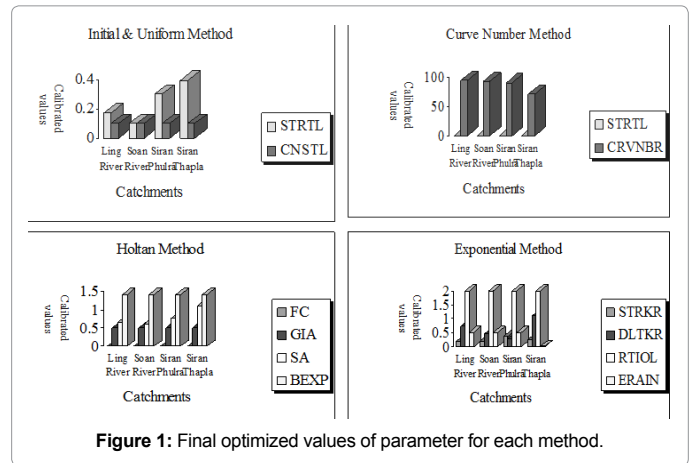 Initial & Uniform Method
Calibrated
values
0.4
0.2
0
Ling Soan Siran Siran
River River Phulra Thapla
Catchments
STRTL
CNSTL
Curve Number Method
Calibrated
values
100
50
0
Ling Soan Siran Siran
River River Phulra Thapla
Catchments
STRTL
CRVNBR
Holtan Method
Calibrated
values
1.5
1
0.5
0
Ling Soan Siran Siran
River River Phulra Thapla
Catchments
FC
GIA
SA
BEXP
Exponential Method
Calibrated
values
2
1.5
1
0.5
0
Ling Soan Siran Siran
River River Phulra Thapla
Catchments
STRKR
DLTKR
RTIOL
ERAIN
Figure 1: Final optimized values of parameter for each method.